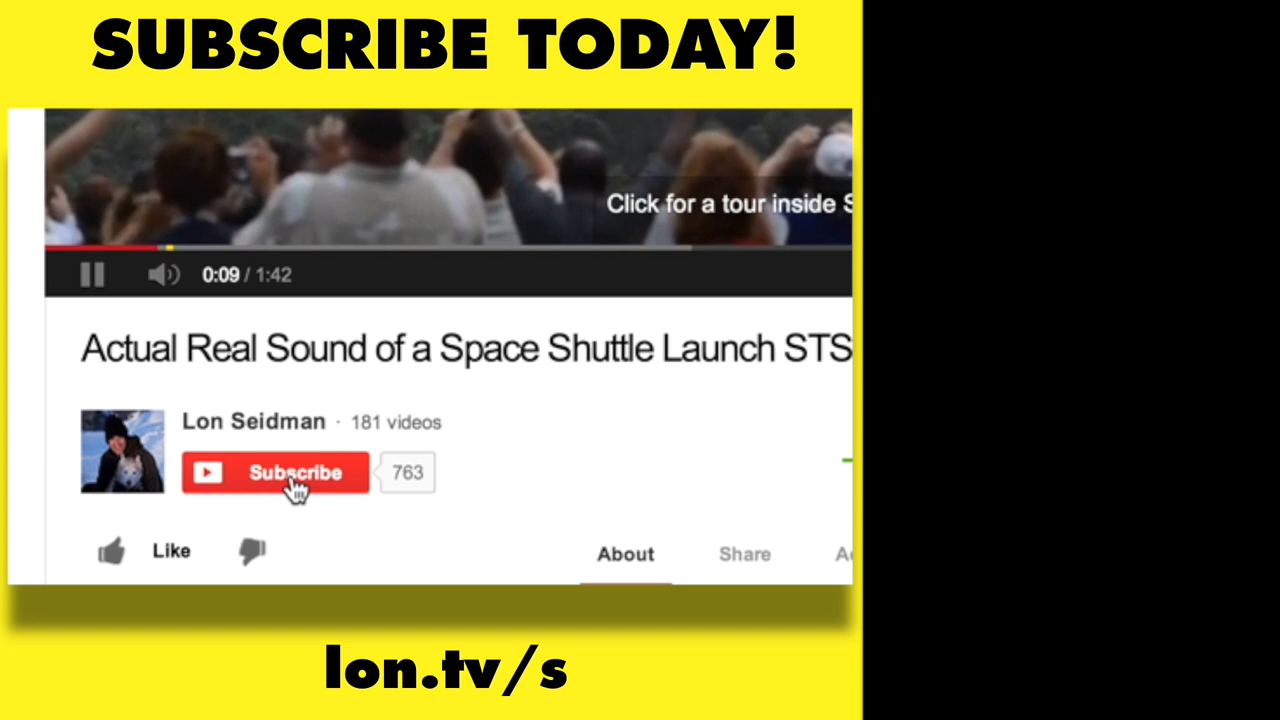 SUBSCRIBE TODAY!
Click for a tour inside S
0:09 / 1:42
Actual Real Sound of a Space Shuttle Launch STS
Lon Seidman · 181 videos
Subscribe 763
Like
About Share
lon.tv/s